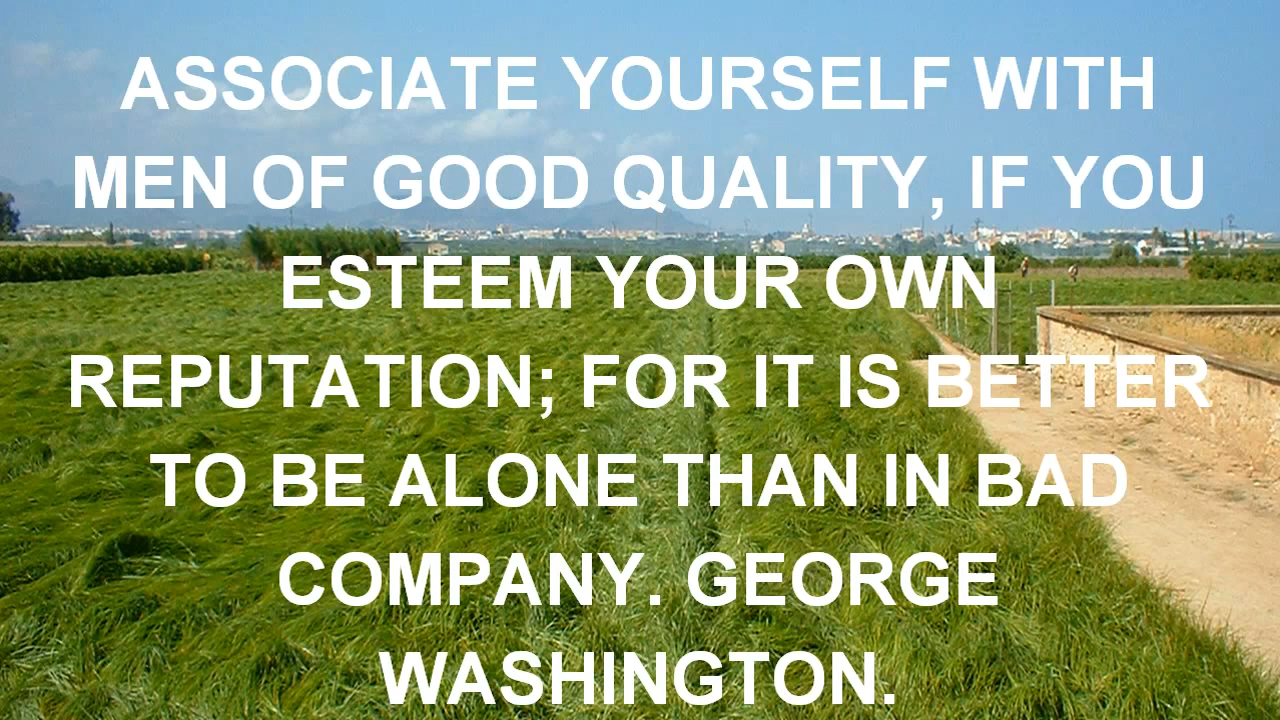 ASSOCIATE YOURSELF WITH
MEN OF GOOD QUALITY, IF YOU
ESTEEM YOUR OWN
REPUTATION; FOR IT IS BETTER
TO BE ALONE THAN IN BAD
COMPANY. GEORGE
WASHINGTON.